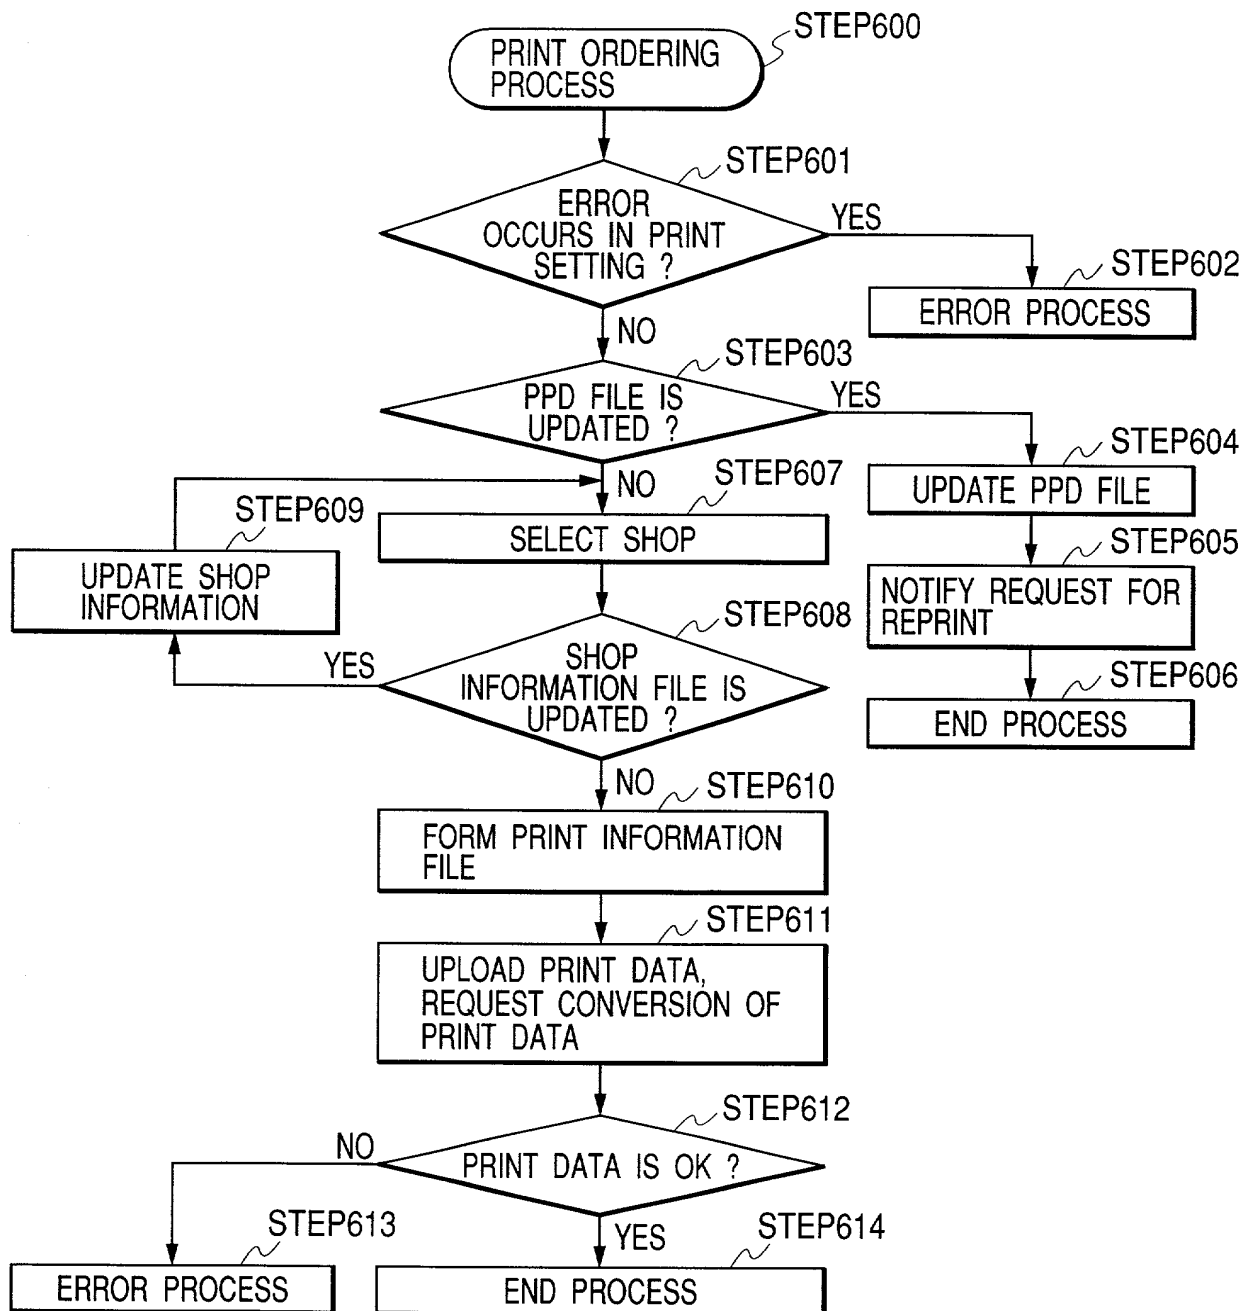 STEP600
PRINT ORDERING
PROCESS
STEP601
ERROR
OCCURS IN PRINT
SETTING ?
YES
STEP602
ERROR PROCESS
NO
STEP603
PPD FILE IS
UPDATED ?
YES
STEP604
UPDATE PPD FILE
NO
STEP607
SELECT SHOP
STEP609
UPDATE SHOP
INFORMATION
STEP605
NOTIFY REQUEST FOR
REPRINT
STEP608
SHOP
INFORMATION FILE IS
UPDATED ?
YES
STEP606
END PROCESS
NO
STEP610
FORM PRINT INFORMATION
FILE
STEP611
UPLOAD PRINT DATA,
REQUEST CONVERSION OF
PRINT DATA
STEP612
PRINT DATA IS OK ?
NO
STEP613
ERROR PROCESS
YES
STEP614
END PROCESS